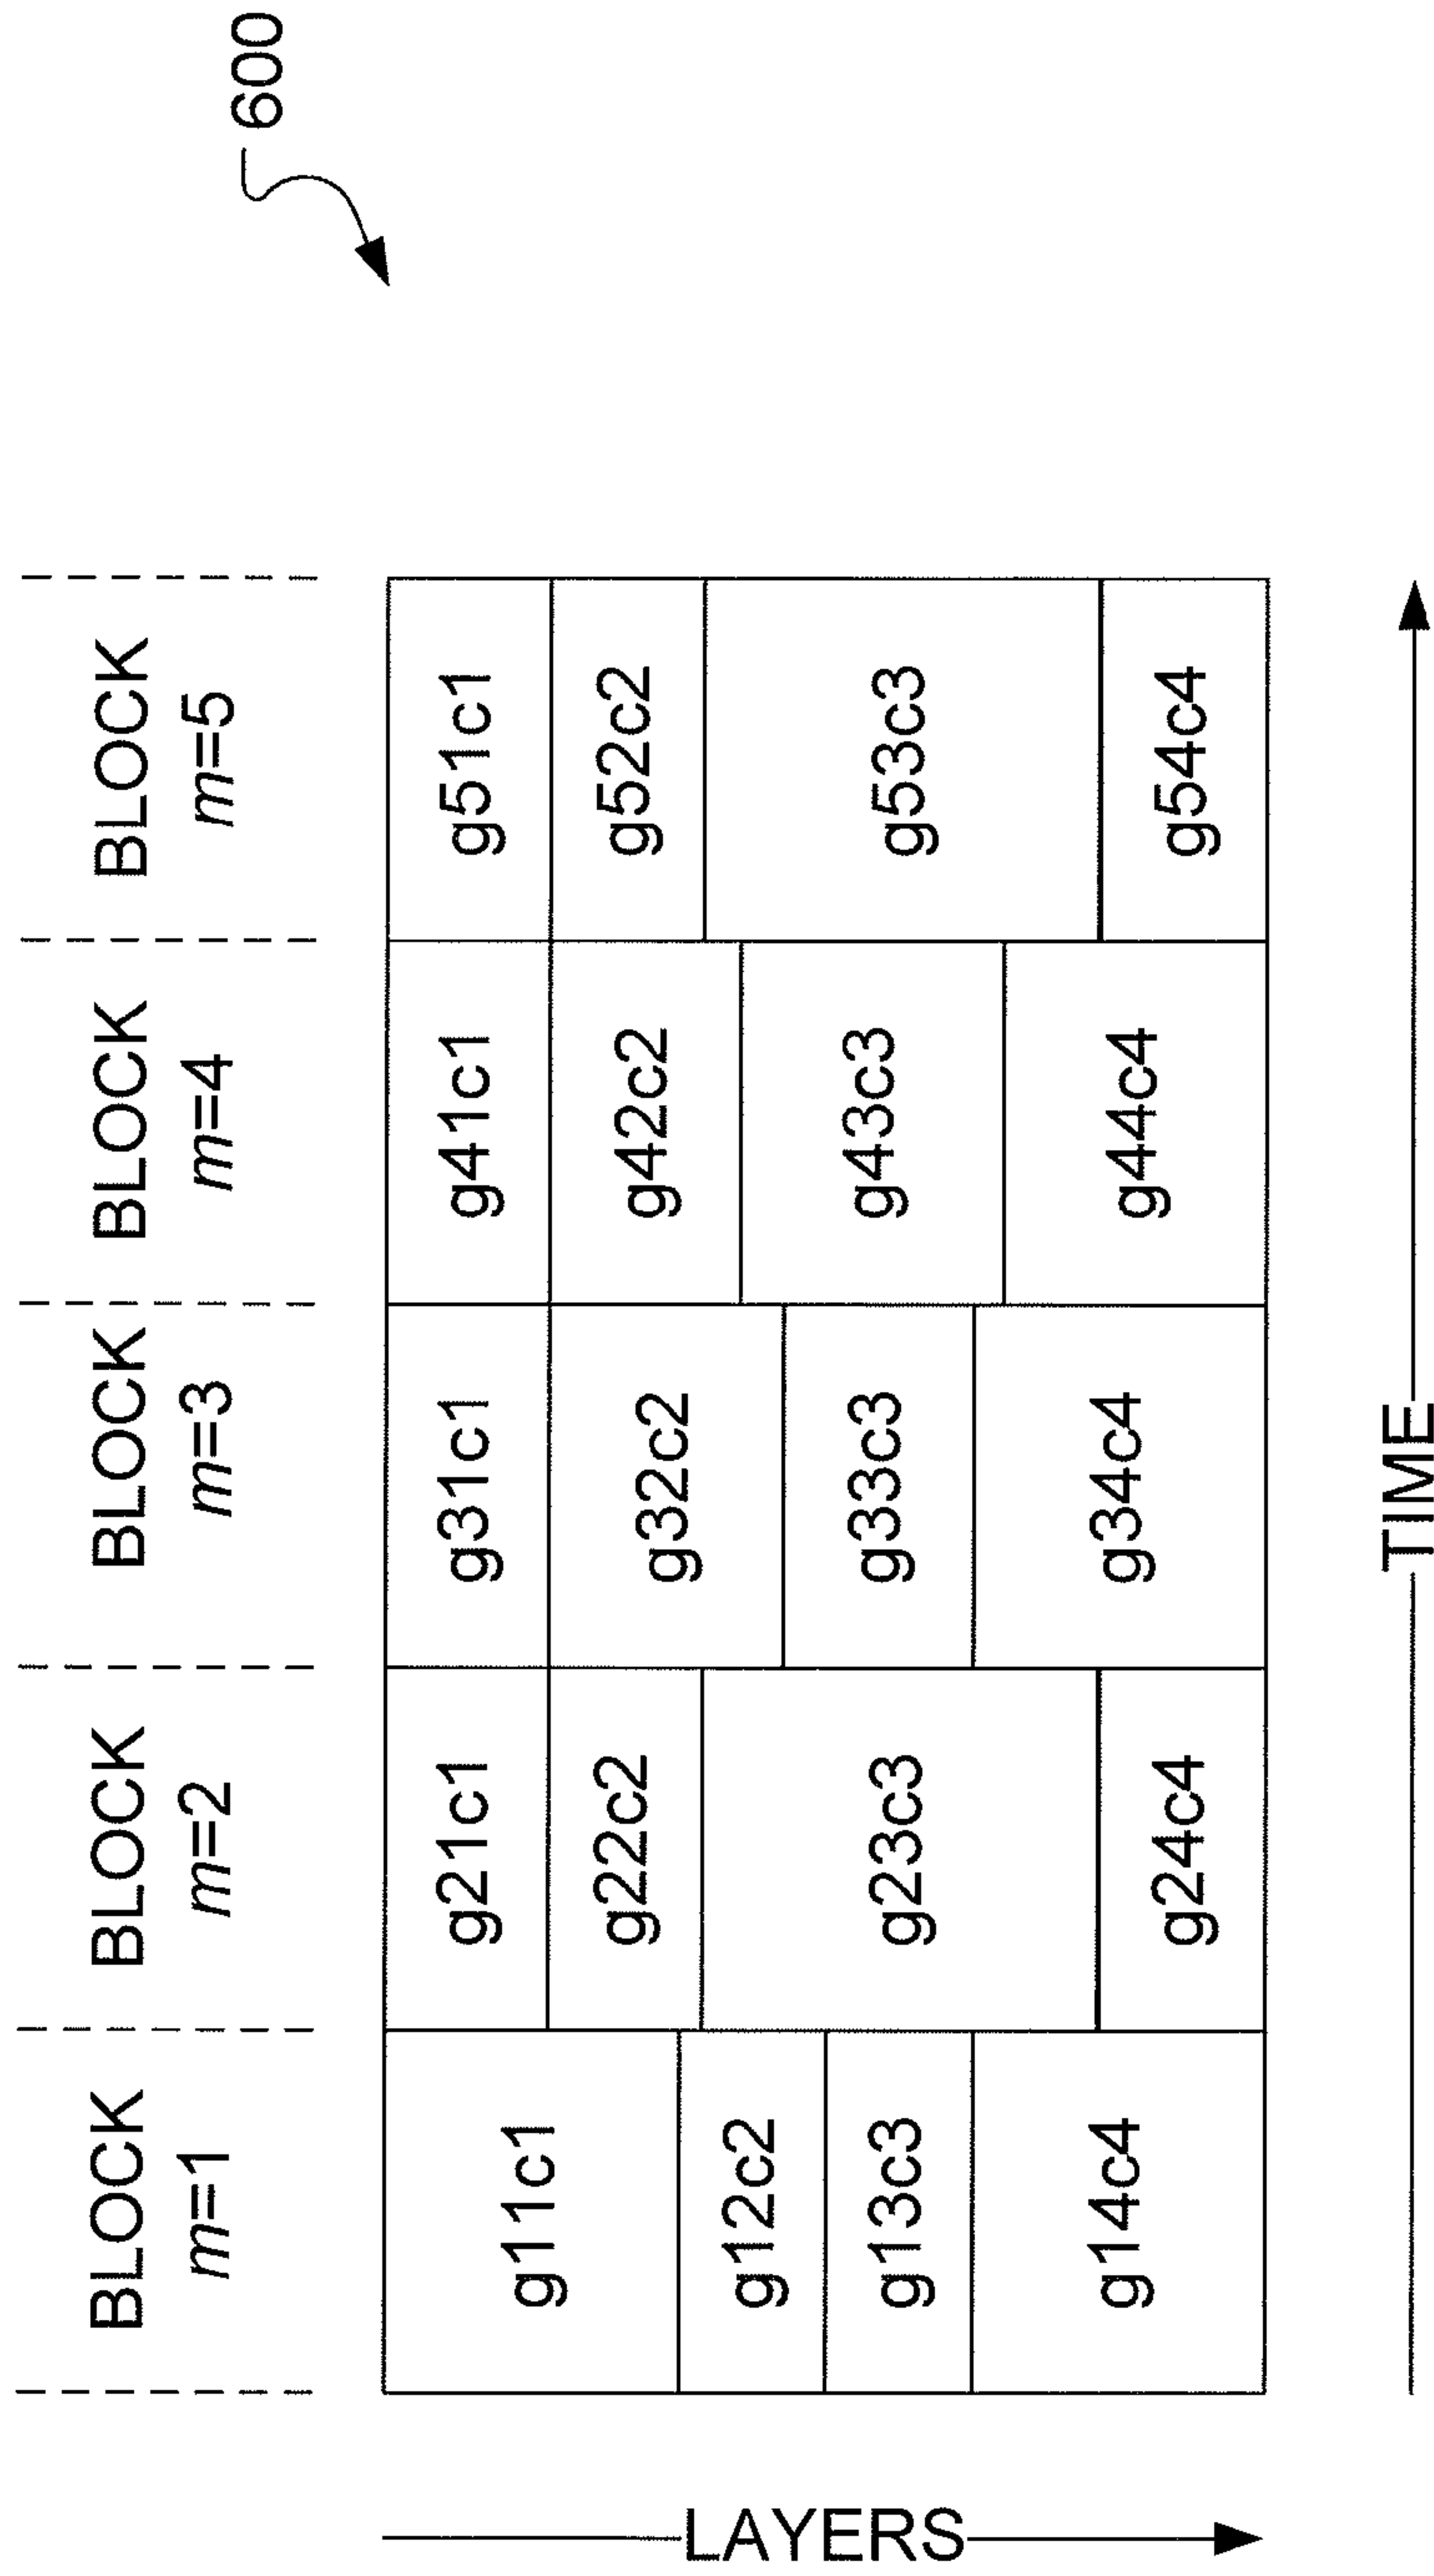 600
BLOCK m=1
BLOCK m=2
BLOCK m=3
BLOCK m=4
BLOCK m=5
LAYERS
g11c1
g12c2
g13c3
g14c4
g21c1
g22c2
g23c3
g24c4
g31c1
g32c2
g33c3
g34c4
g41c1
g42c2
g43c3
g44c4
g51c1
g52c2
g53c3
g54c4
TIME